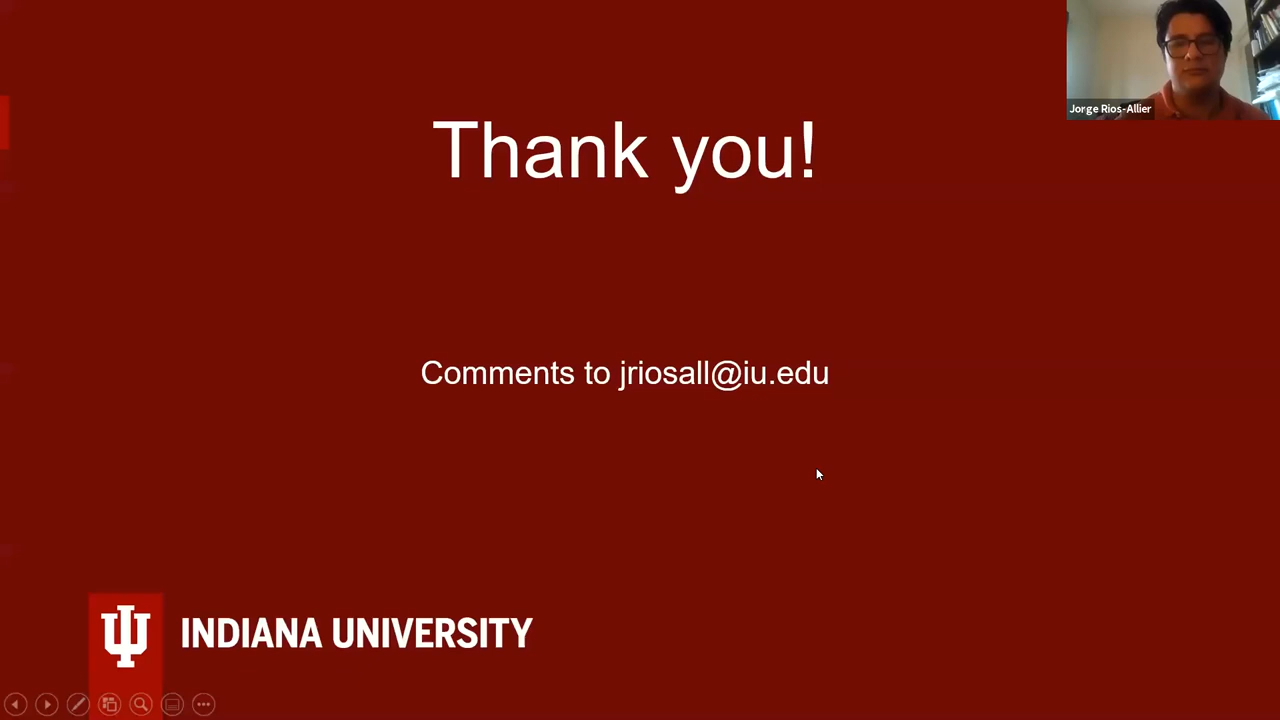 Jorge Rios-Allier
Thank you!
Comments to jriosall@iu.edu
INDIANA UNIVERSITY